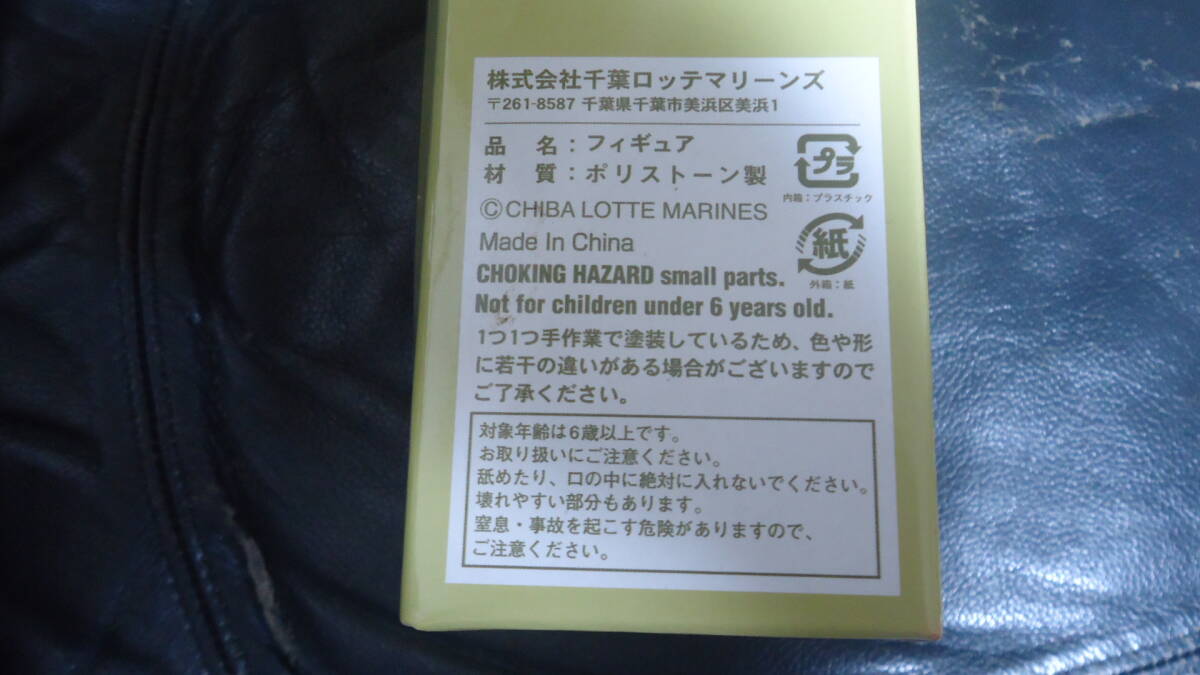 株式会社千葉ロッテマリーンズ
〒261-8587 千葉県千葉市美浜区美浜1
品 名：フィギュア
材 質：ポリストーン製
©CHIBA LOTTE MARINES
Made In China
CHOKING HAZARD small parts.
Not for children under 6 years old.
プラ
内箱：プラスチック
紙
外箱：紙
1つ1つ手作業で塗装しているため、色や形
に若干の違いがある場合がございますので
ご了承ください。
対象年齢は6歳以上です。
お取り扱いにご注意ください。
舐めたり、口の中に絶対に入れないでください。
壊れやすい部分もあります。
窒息・事故を起こす危険がありますので、
ご注意ください。